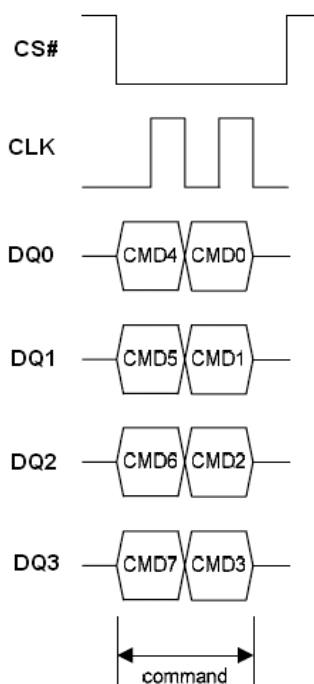 CS#
CLK
DQ0 CMD4 CMD0
DQ1 CMD5 CMD1
DQ2 CMD6 CMD2
DQ3 CMD7 CMD3
command